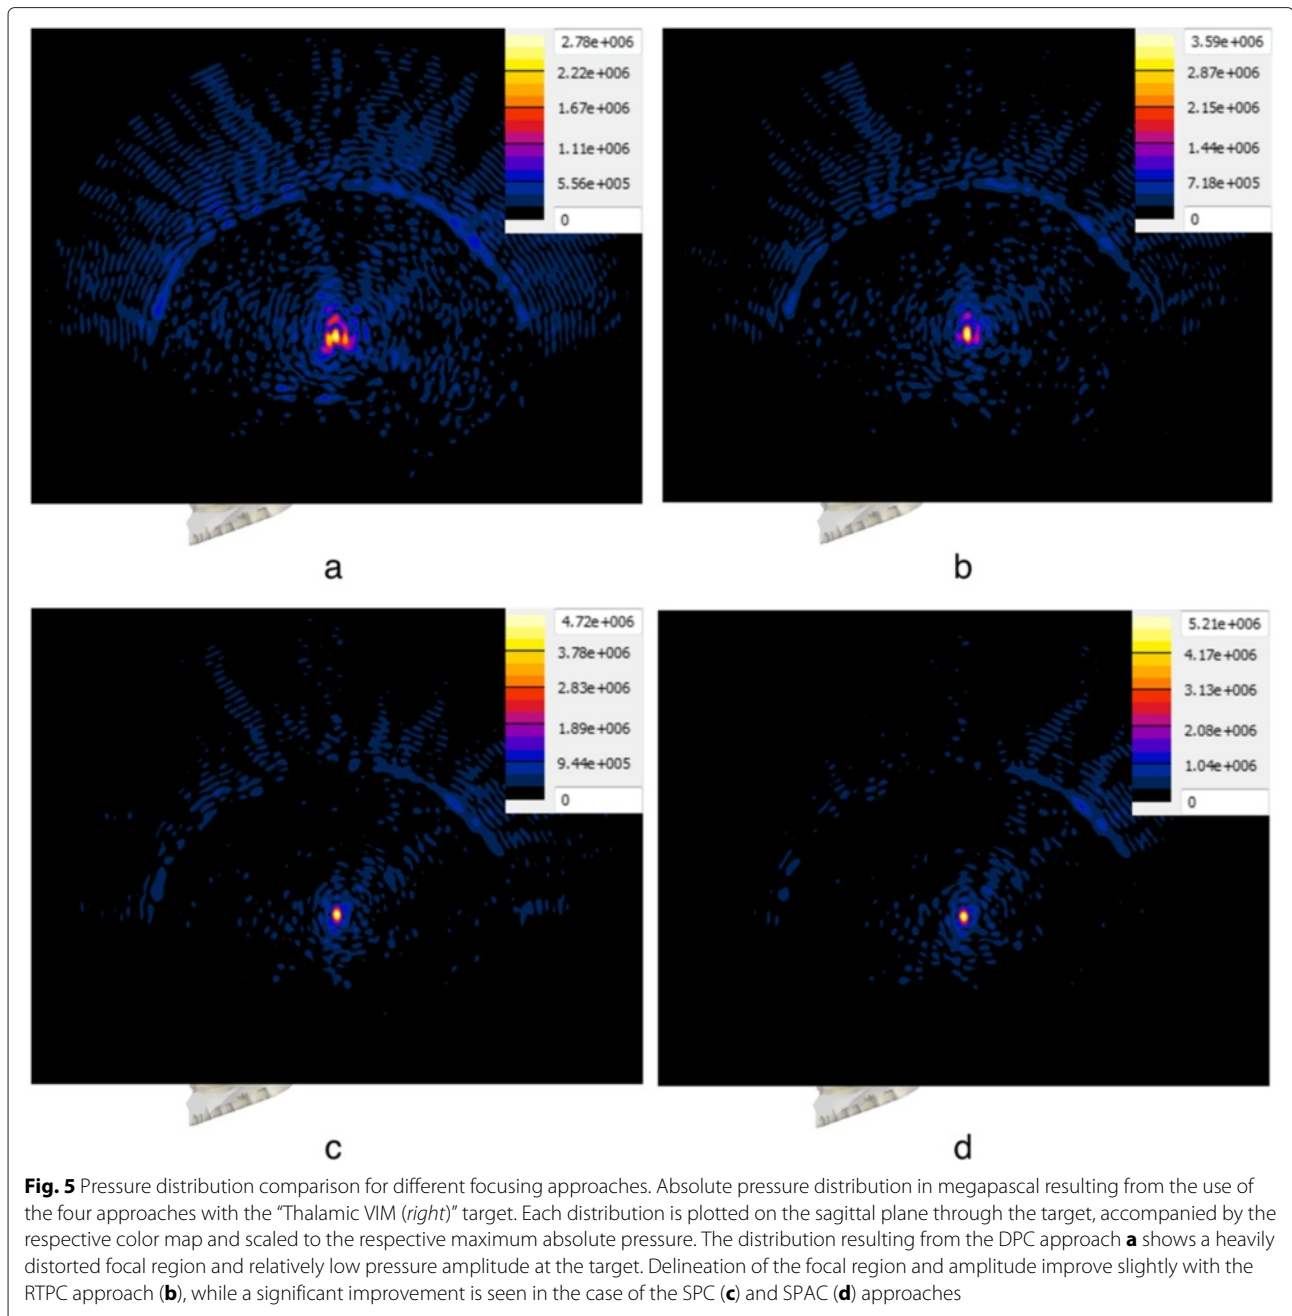 2.78e+006
2.22e+006
1.67e+006
1.11e+006
5.56e+005
0
a
3.59e+006
2.87e+006
2.15e+006
1.44e+006
7.18e+005
0
b
4.72e+006
3.78e+006
2.83e+006
1.89e+006
9.44e+005
0
c
5.21e+006
4.17e+006
3.13e+006
2.08e+006
1.04e+006
0
d
Fig. 5 Pressure distribution comparison for different focusing approaches. Absolute pressure distribution in megapascal resulting from the use of
the four approaches with the “Thalamic VIM (right)” target. Each distribution is plotted on the sagittal plane through the target, accompanied by the
respective color map and scaled to the respective maximum absolute pressure. The distribution resulting from the DPC approach a shows a heavily
distorted focal region and relatively low pressure amplitude at the target. Delineation of the focal region and amplitude improve slightly with the
RTPC approach (b), while a significant improvement is seen in the case of the SPC (c) and SPAC (d) approaches